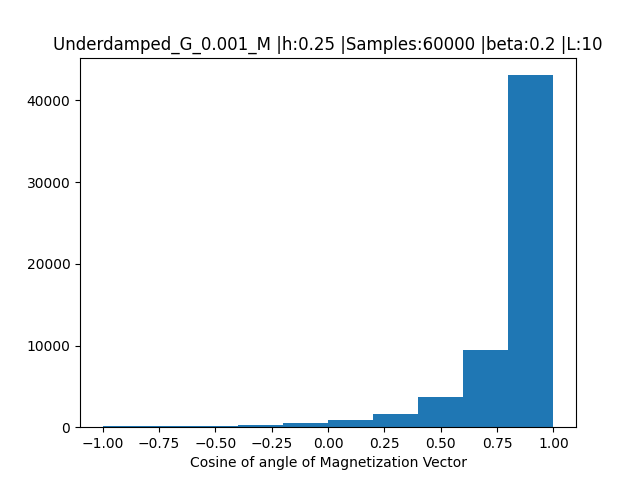 Underdamped_G_0.001_M |h:0.25 |Samples:60000 |beta:0.2 |L:10
40000
30000
20000
10000
0
−1.00 −0.75 −0.50 −0.25 0.00 0.25 0.50 0.75 1.00
Cosine of angle of Magnetization Vector